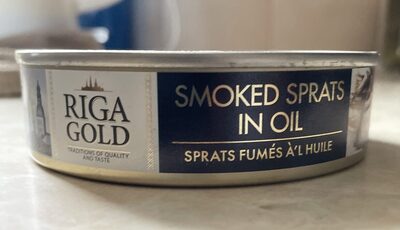 RIGA
GOLD
TRADITIONS OF QUALITY
AND TASTE
SMOKED SPRATS
IN OIL
SPRATS FUMÉS À'L HUILE